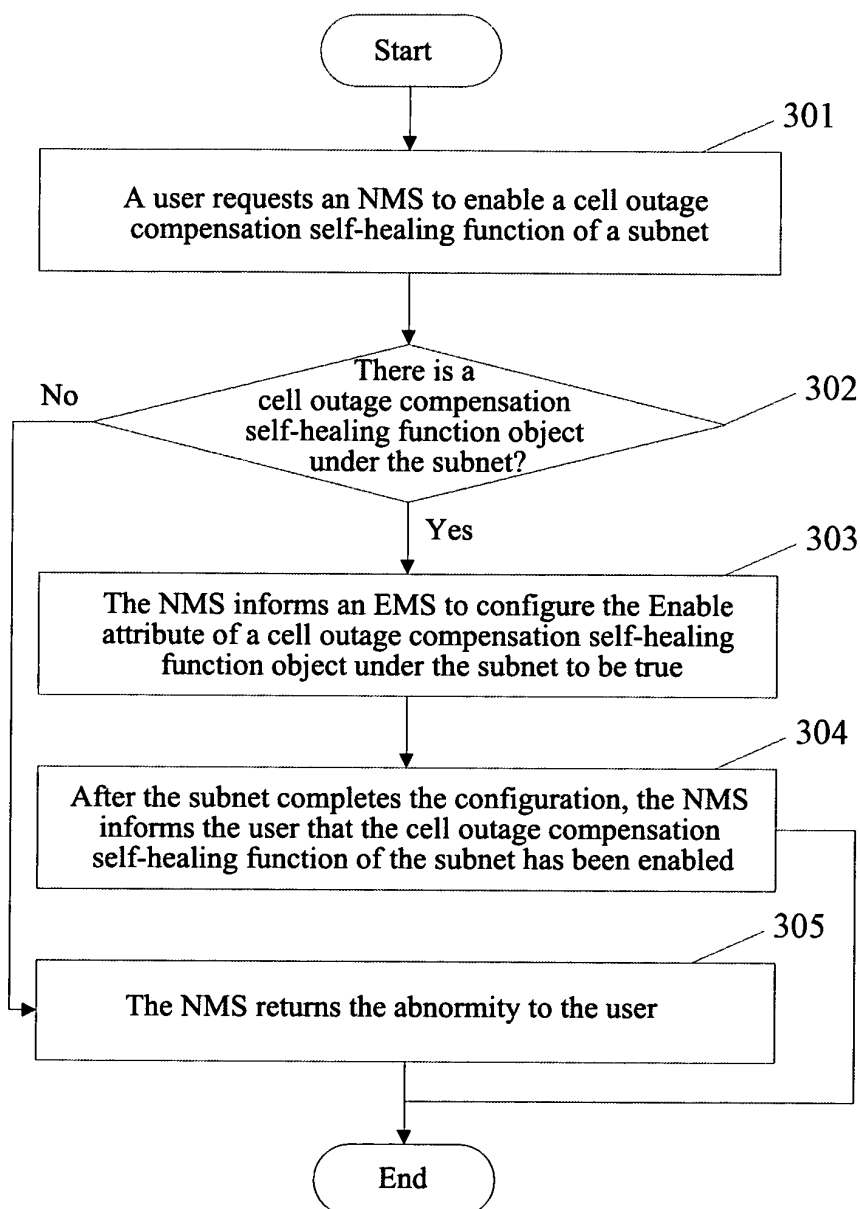 Start
301
A user requests an NMS to enable a cell outage
compensation self-healing function of a subnet
There is a
cell outage compensation
self-healing function object
under the subnet?
No
302
Yes
303
The NMS informs an EMS to configure the Enable
attribute of a cell outage compensation self-healing
function object under the subnet to be true
304
After the subnet completes the configuration, the NMS
informs the user that the cell outage compensation
self-healing function of the subnet has been enabled
305
The NMS returns the abnormity to the user
End